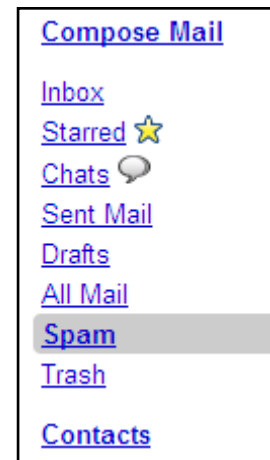 Compose Mail
Inbox
Starred
Chats
Sent Mail
Drafts
All Mail
Spam
Trash
Contacts